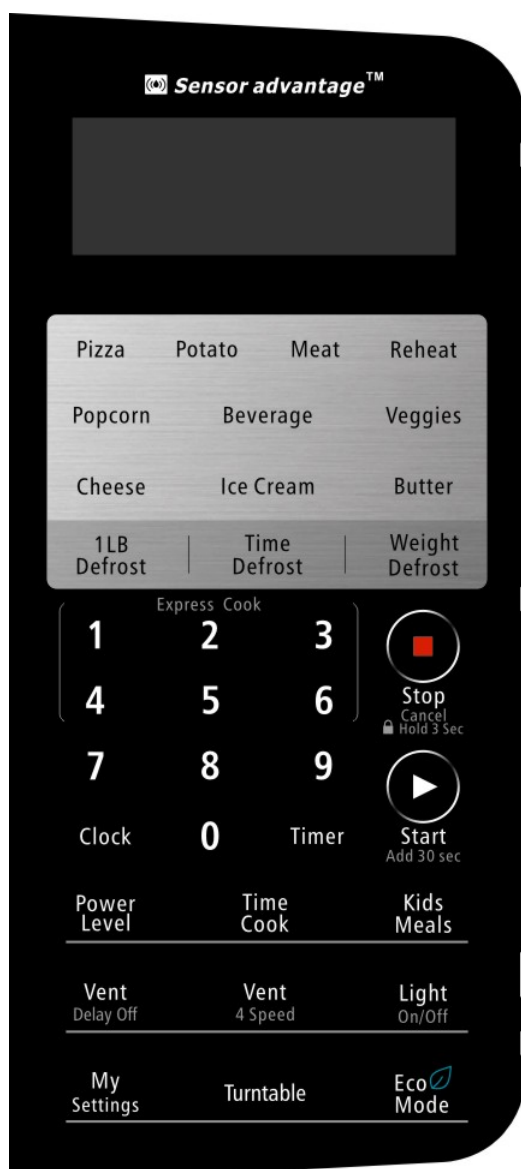 Sensor advantage™
Pizza Potato Meat Reheat
Popcorn Beverage Veggies
Cheese Ice Cream Butter
1LB Time Weight
Defrost Defrost Defrost
Express Cook
1 2 3
4 5 6
Stop
Cancel
Hold 3 Sec
7 8 9
Clock 0 Timer
Start
Add 30 sec
Power Time Kids
Level Cook Meals
Vent Vent Light
Delay Off 4 Speed On/Off
My Turntable Eco
Settings Mode